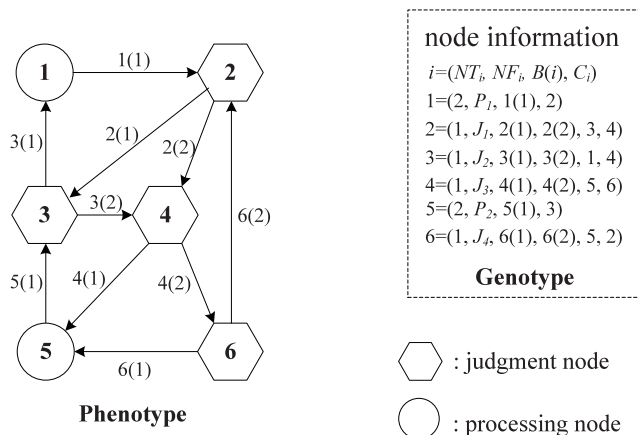 1
1(1)
2
2(1)
2(2)
3(1)
3
3(2)
4
6(2)
5(1)
4(1)
4(2)
5
6(1)
6
Phenotype
node information
i=(NTi, NFi, B(i), Ci)
1=(2, P1, 1(1), 2)
2=(1, J1, 2(1), 2(2), 3, 4)
3=(1, J2, 3(1), 3(2), 1, 4)
4=(1, J3, 4(1), 4(2), 5, 6)
5=(2, P2, 5(1), 3)
6=(1, J4, 6(1), 6(2), 5, 2)
Genotype
: judgment node
: processing node